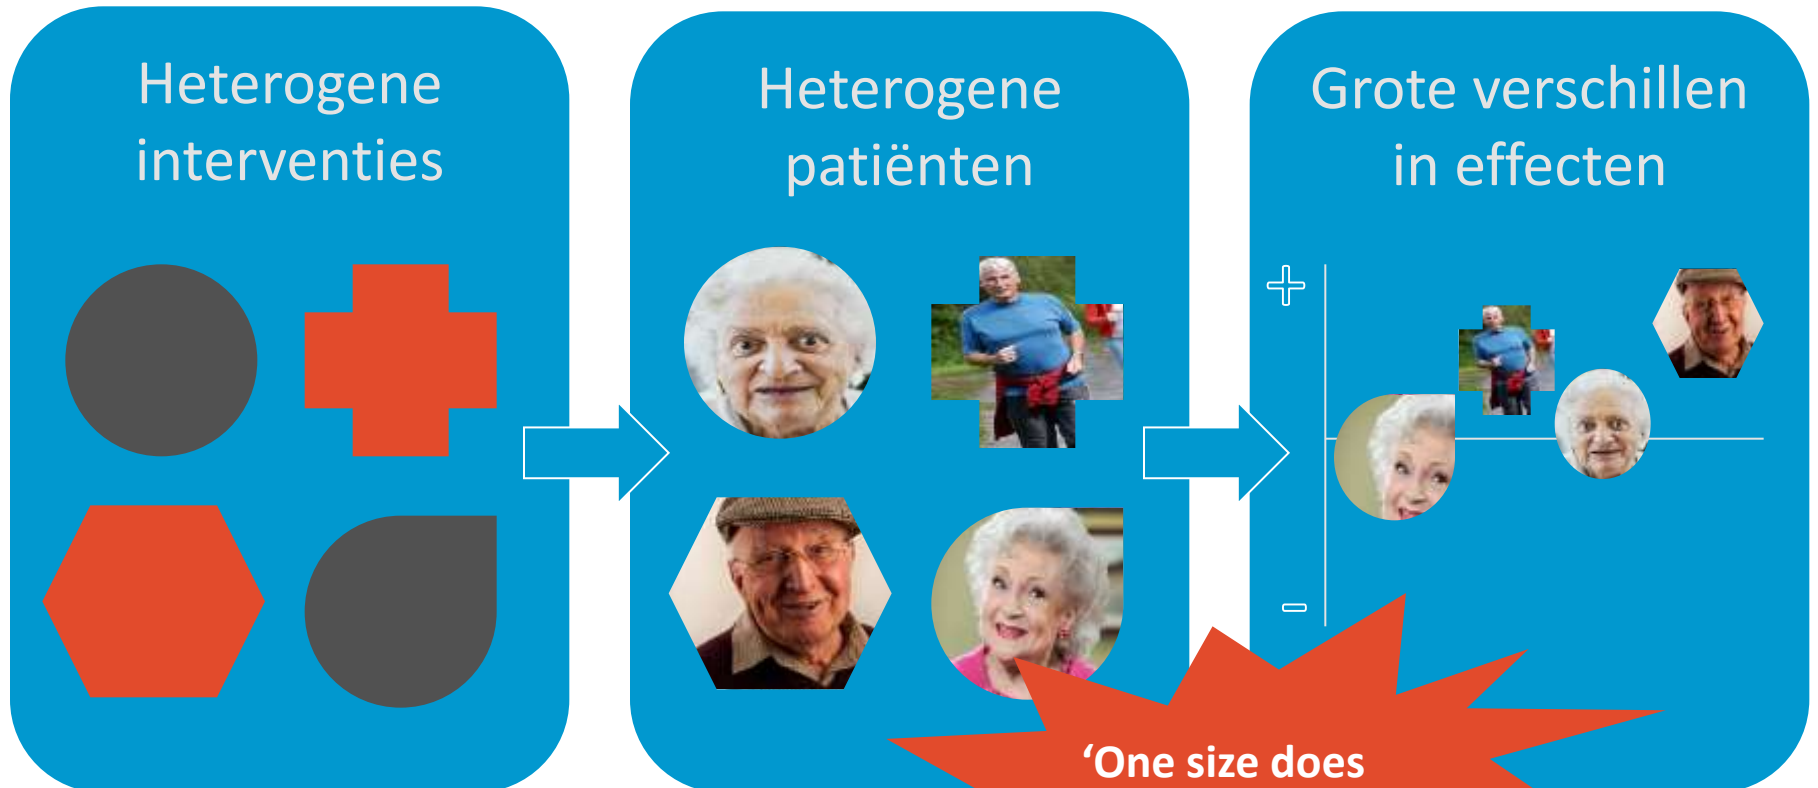 Heterogene
interventies
Heterogene
patiënten
Grote verschillen
in effecten
+
-
‘One size does